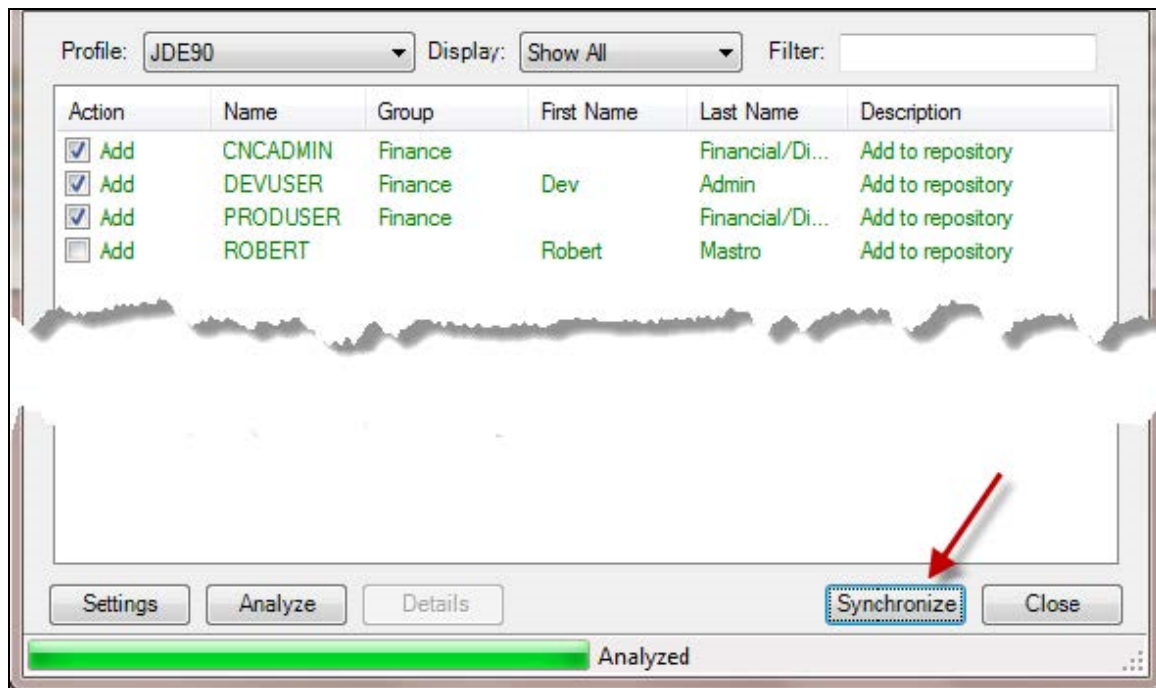 Profile: JDE90 Display: Show All Filter:
Action Name Group First Name Last Name Description
Add CNCADMIN Finance Financial/Di... Add to repository
Add DEVUSER Finance Dev Admin Add to repository
Add PRODUSER Finance Financial/Di... Add to repository
Add ROBERT Robert Mastro Add to repository
Settings Analyze Details Synchronize Close
Analyzed